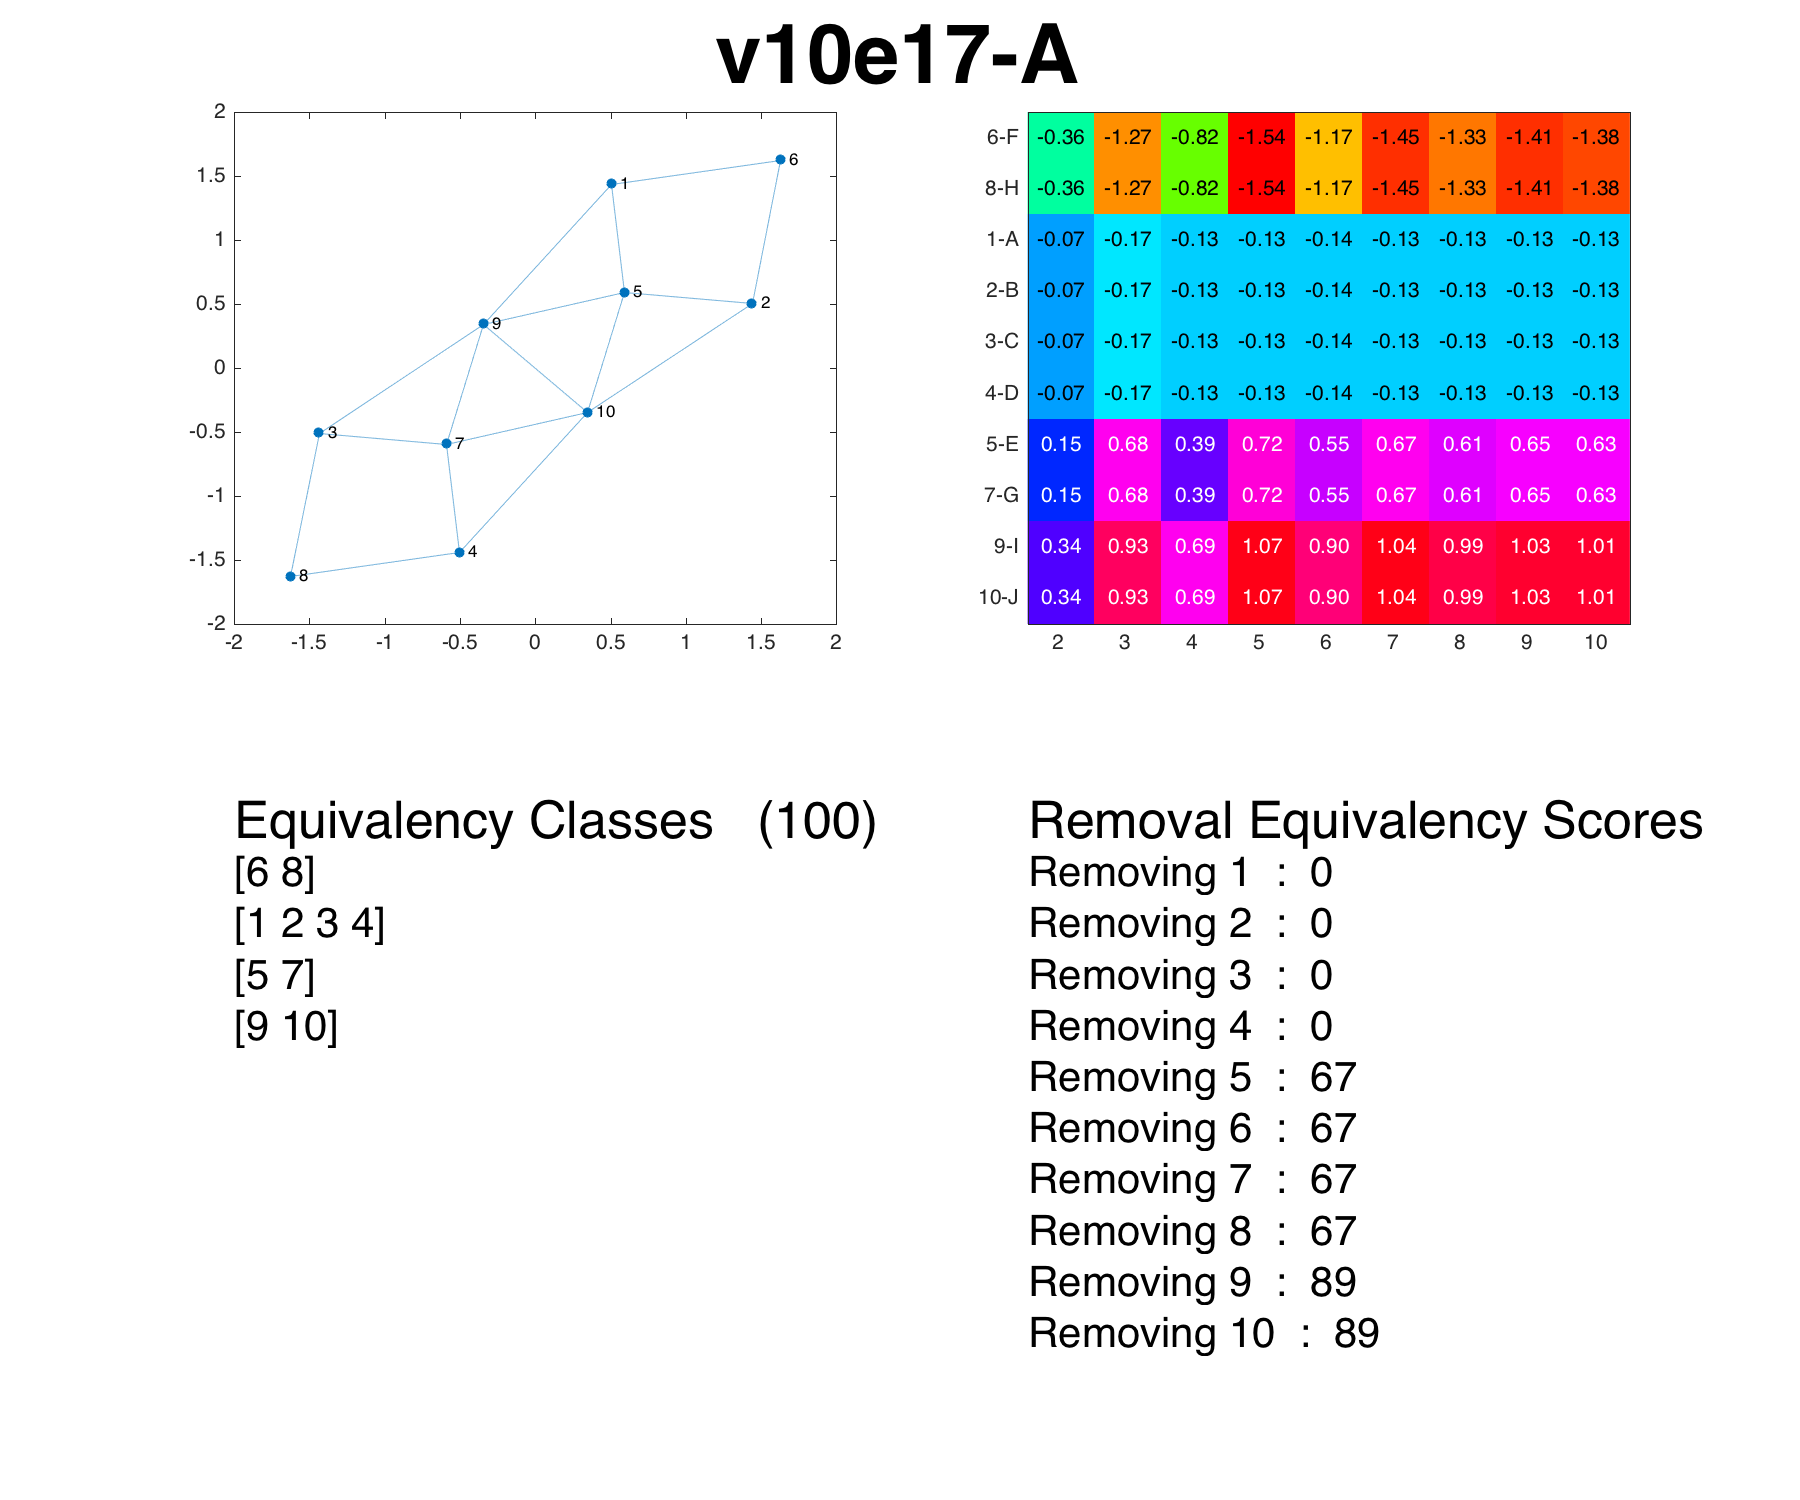 v10e17-A
2
1.5
1
0.5
0
-0.5
-1
-1.5
-2
-2 -1.5 -1 -0.5 0 0.5 1 1.5 2
6
1
5
2
9
10
3
7
4
8
6-F -0.36 -1.27 -0.82 -1.54 -1.17 -1.45 -1.33 -1.41 -1.38
8-H -0.36 -1.27 -0.82 -1.54 -1.17 -1.45 -1.33 -1.41 -1.38
1-A -0.07 -0.17 -0.13 -0.13 -0.14 -0.13 -0.13 -0.13 -0.13
2-B -0.07 -0.17 -0.13 -0.13 -0.14 -0.13 -0.13 -0.13 -0.13
3-C -0.07 -0.17 -0.13 -0.13 -0.14 -0.13 -0.13 -0.13 -0.13
4-D -0.07 -0.17 -0.13 -0.13 -0.14 -0.13 -0.13 -0.13 -0.13
5-E 0.15 0.68 0.39 0.72 0.55 0.67 0.61 0.65 0.63
7-G 0.15 0.68 0.39 0.72 0.55 0.67 0.61 0.65 0.63
9-I 0.34 0.93 0.69 1.07 0.90 1.04 0.99 1.03 1.01
10-J 0.34 0.93 0.69 1.07 0.90 1.04 0.99 1.03 1.01
2 3 4 5 6 7 8 9 10
Equivalency Classes (100)
[6 8]
[1 2 3 4]
[5 7]
[9 10]
Removal Equivalency Scores
Removing 1 : 0
Removing 2 : 0
Removing 3 : 0
Removing 4 : 0
Removing 5 : 67
Removing 6 : 67
Removing 7 : 67
Removing 8 : 67
Removing 9 : 89
Removing 10 : 89